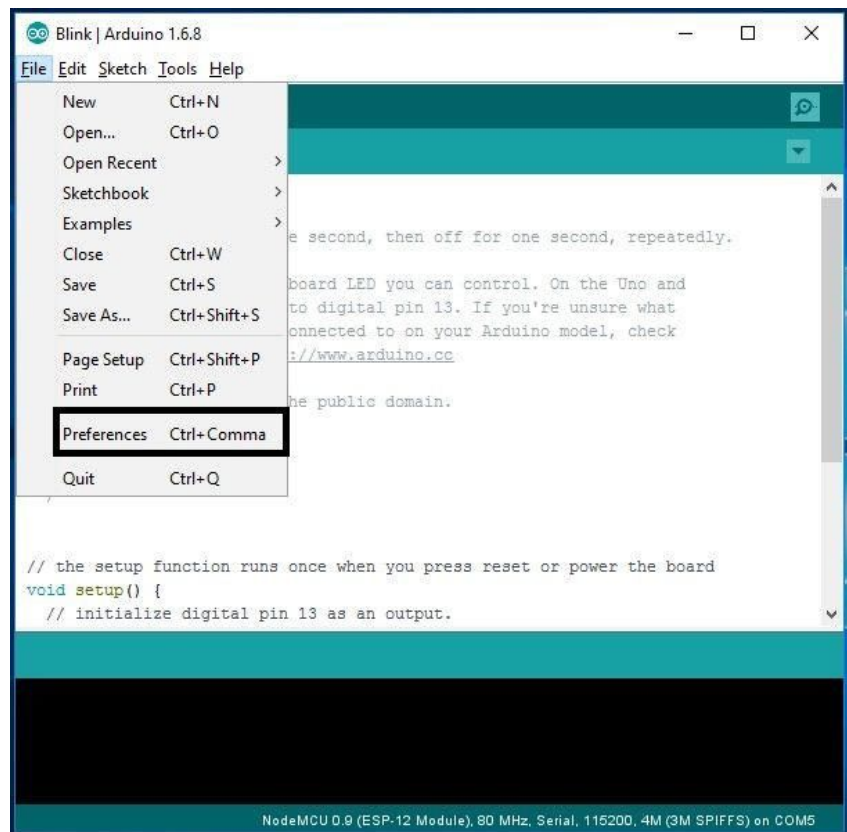 Blink | Arduino 1.6.8
File Edit Sketch Tools Help
New Ctrl+N
Open... Ctrl+O
Open Recent
Sketchbook
Examples
Close Ctrl+W
Save Ctrl+S
Save As... Ctrl+Shift+S
Page Setup Ctrl+Shift+P
Print Ctrl+P
Preferences Ctrl+Comma
Quit Ctrl+Q
e second, then off for one second, repeatedly.
board LED you can control. On the Uno and
to digital pin 13. If you're unsure what
onnected to on your Arduino model, check
://www.arduino.cc
he public domain.
// the setup function runs once when you press reset or power the board
void setup() {
// initialize digital pin 13 as an output.
NodeMCU 0.9 (ESP-12 Module), 80 MHz, Serial, 115200, 4M (3M SPIFFS) on COM5